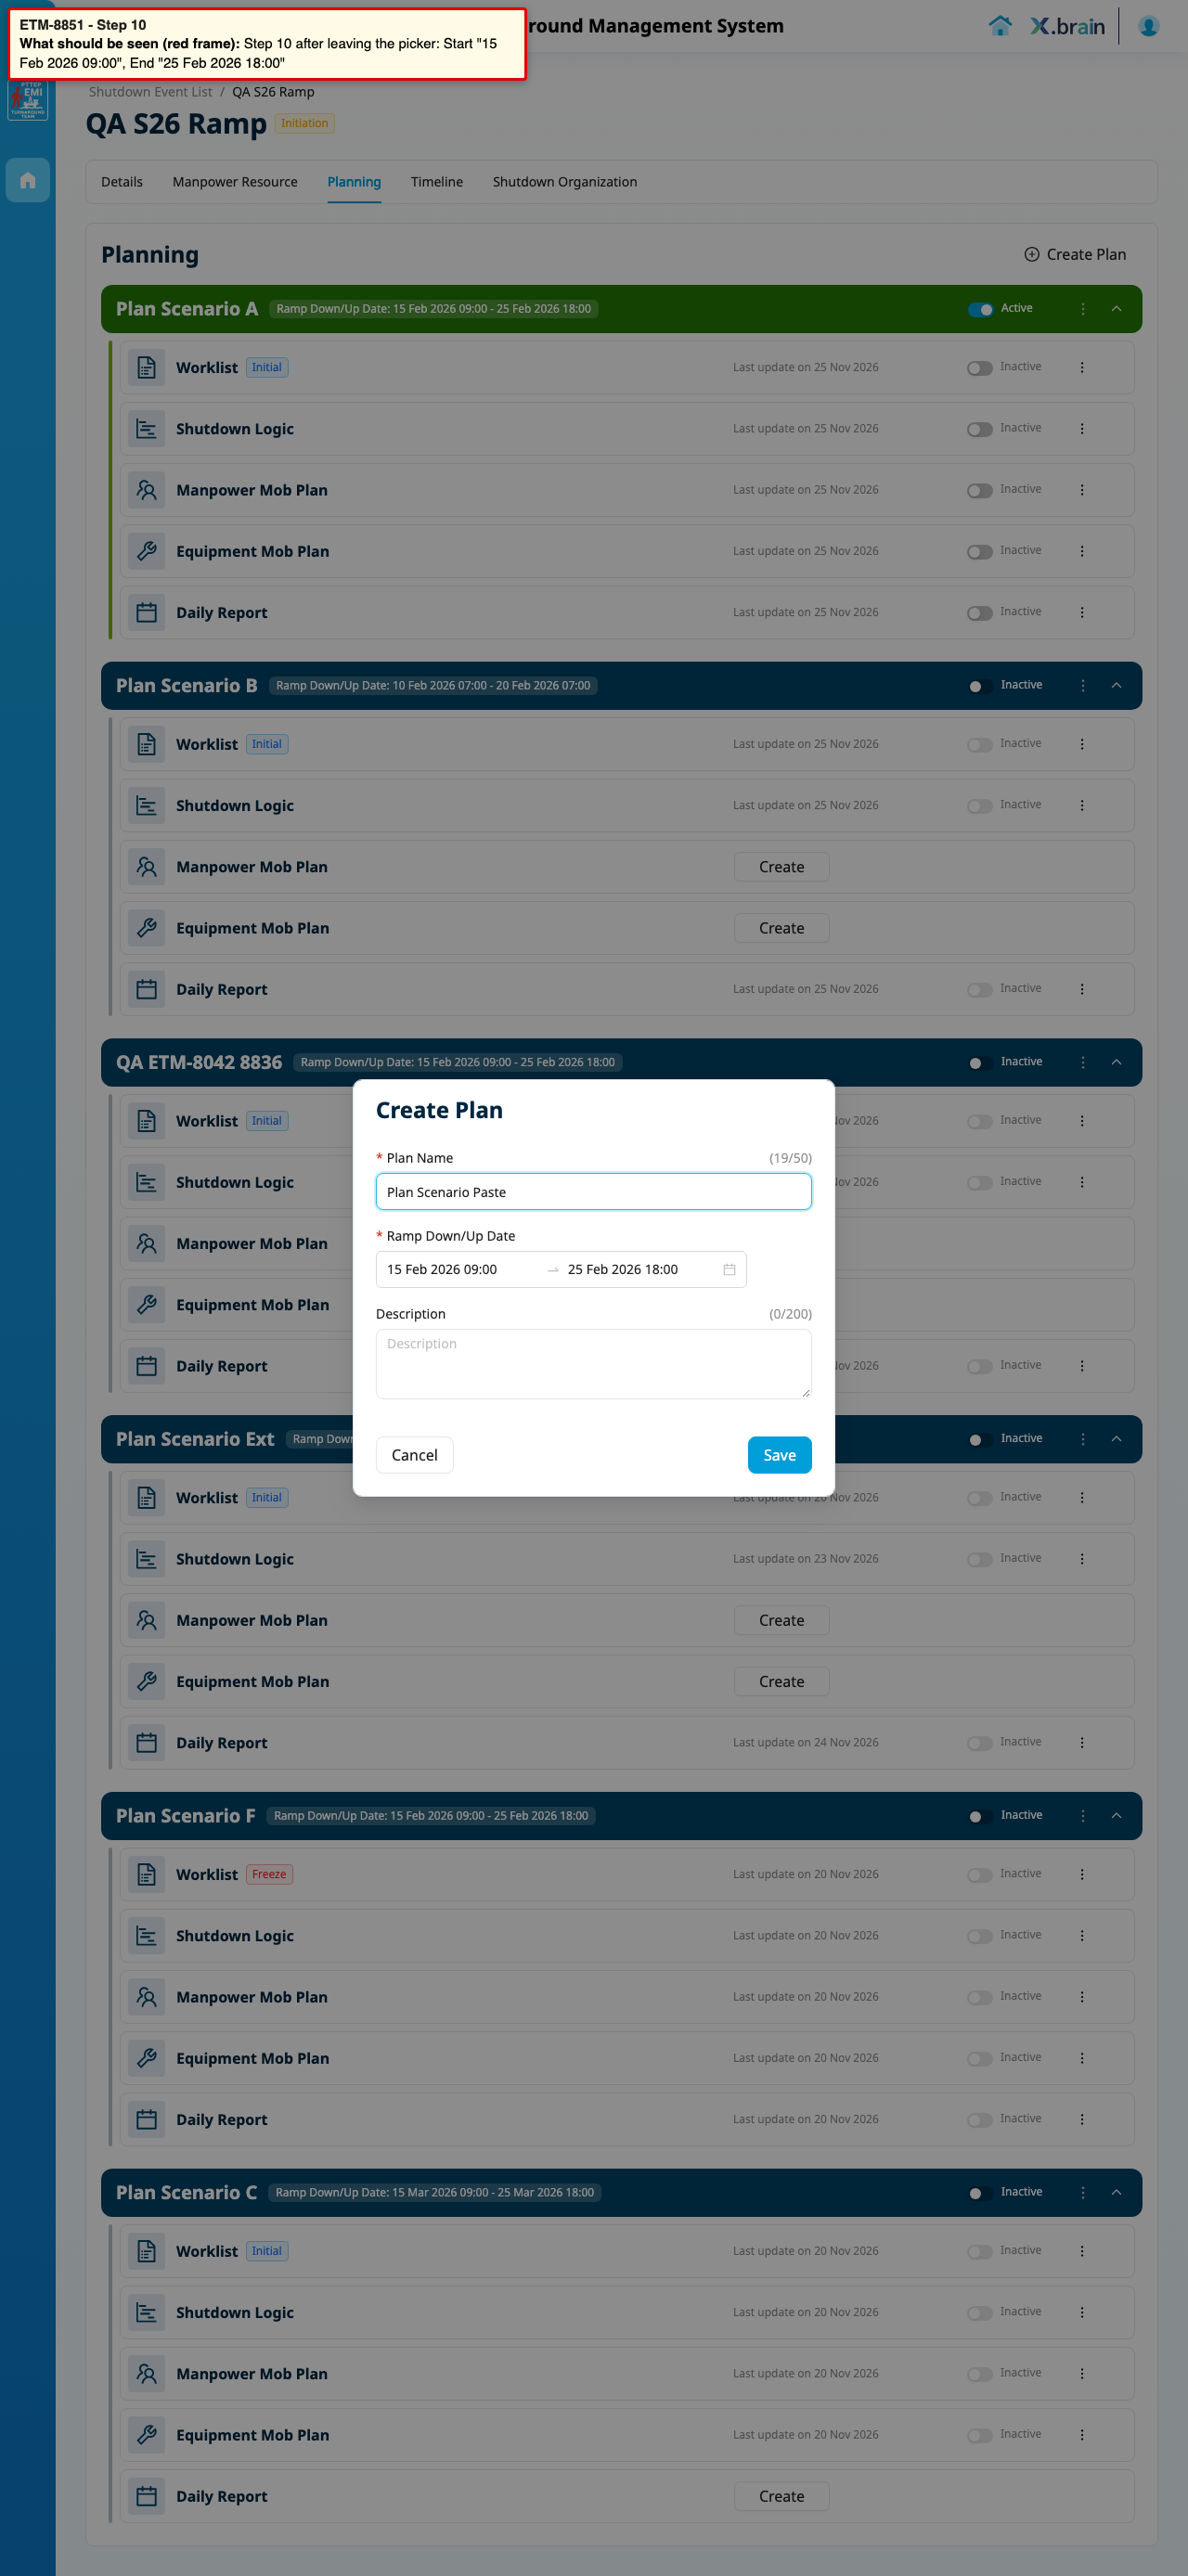 ETM-8851 - Step 10
What should be seen (red frame): Step 10 after leaving the picker: Start "15
Feb 2026 09:00", End "25 Feb 2026 18:00"
round Management System
X.brain
EMI
TURNAROUND
TEAM
Shutdown Event List / QA S26 Ramp
QA S26 Ramp Initiation
Details Manpower Resource Planning Timeline Shutdown Organization
Planning Create Plan
Plan Scenario A Ramp Down/Up Date: 15 Feb 2026 09:00 - 25 Feb 2026 18:00 Active
Worklist Initial Last update on 25 Nov 2026 Inactive
Shutdown Logic Last update on 25 Nov 2026 Inactive
Manpower Mob Plan Last update on 25 Nov 2026 Inactive
Equipment Mob Plan Last update on 25 Nov 2026 Inactive
Daily Report Last update on 25 Nov 2026 Inactive
Plan Scenario B Ramp Down/Up Date: 10 Feb 2026 07:00 - 20 Feb 2026 07:00 Inactive
Worklist Initial Last update on 25 Nov 2026 Inactive
Shutdown Logic Last update on 25 Nov 2026 Inactive
Manpower Mob Plan Create
Equipment Mob Plan Create
Daily Report Last update on 25 Nov 2026 Inactive
QA ETM-8042 8836 Ramp Down/Up Date: 15 Feb 2026 09:00 - 25 Feb 2026 18:00 Inactive
Worklist Initial Nov 2026 Inactive
Shutdown Logic Nov 2026 Inactive
Manpower Mob Plan
Equipment Mob Plan
Daily Report Nov 2026 Inactive
Create Plan
* Plan Name (19/50)
Plan Scenario Paste
* Ramp Down/Up Date
15 Feb 2026 09:00 25 Feb 2026 18:00
Description (0/200)
Description
Cancel Save
Plan Scenario Ext Ramp Down Inactive
Worklist Initial Last update on 20 Nov 2026 Inactive
Shutdown Logic Last update on 23 Nov 2026 Inactive
Manpower Mob Plan Create
Equipment Mob Plan Create
Daily Report Last update on 24 Nov 2026 Inactive
Plan Scenario F Ramp Down/Up Date: 15 Feb 2026 09:00 - 25 Feb 2026 18:00 Inactive
Worklist Freeze Last update on 20 Nov 2026 Inactive
Shutdown Logic Last update on 20 Nov 2026 Inactive
Manpower Mob Plan Last update on 20 Nov 2026 Inactive
Equipment Mob Plan Last update on 20 Nov 2026 Inactive
Daily Report Last update on 20 Nov 2026 Inactive
Plan Scenario C Ramp Down/Up Date: 15 Mar 2026 09:00 - 25 Mar 2026 18:00 Inactive
Worklist Initial Last update on 20 Nov 2026 Inactive
Shutdown Logic Last update on 20 Nov 2026 Inactive
Manpower Mob Plan Last update on 20 Nov 2026 Inactive
Equipment Mob Plan Last update on 20 Nov 2026 Inactive
Daily Report Create